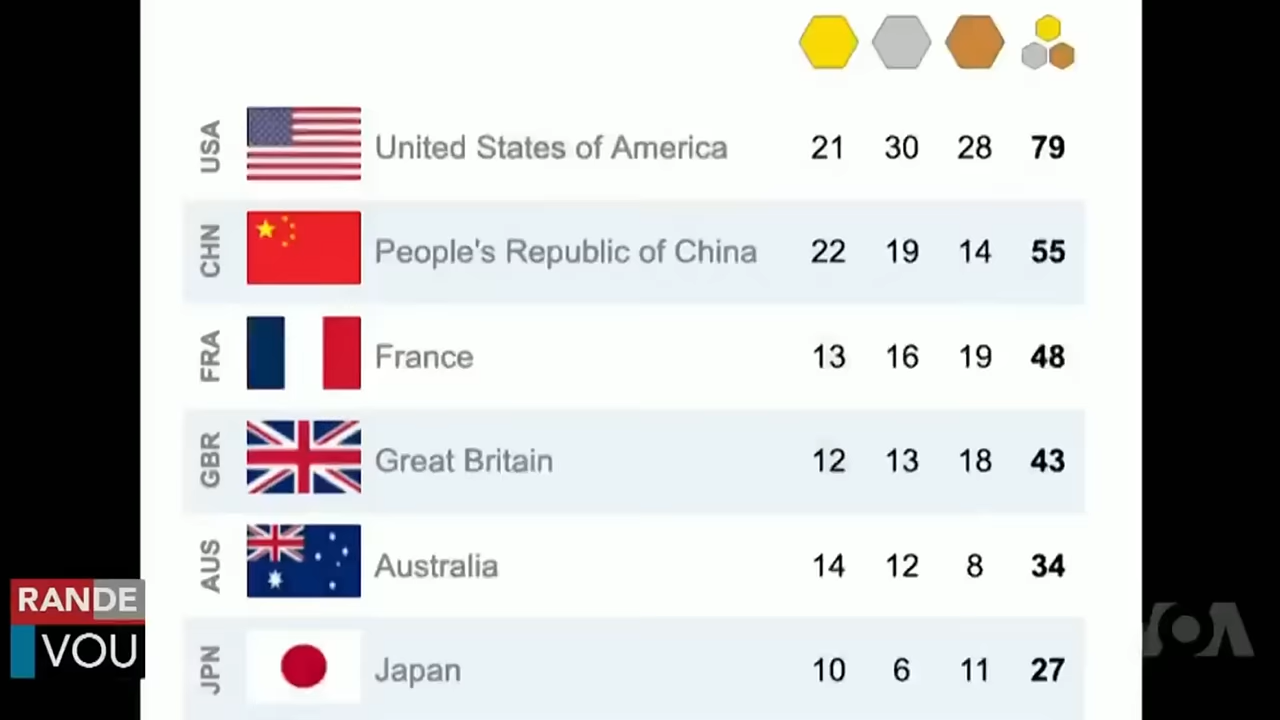 USA United States of America 21 30 28 79
CHN People's Republic of China 22 19 14 55
FRA France 13 16 19 48
GBR Great Britain 12 13 18 43
AUS Australia 14 12 8 34
JPN Japan 10 6 11 27
RANDE
VOU
VOA